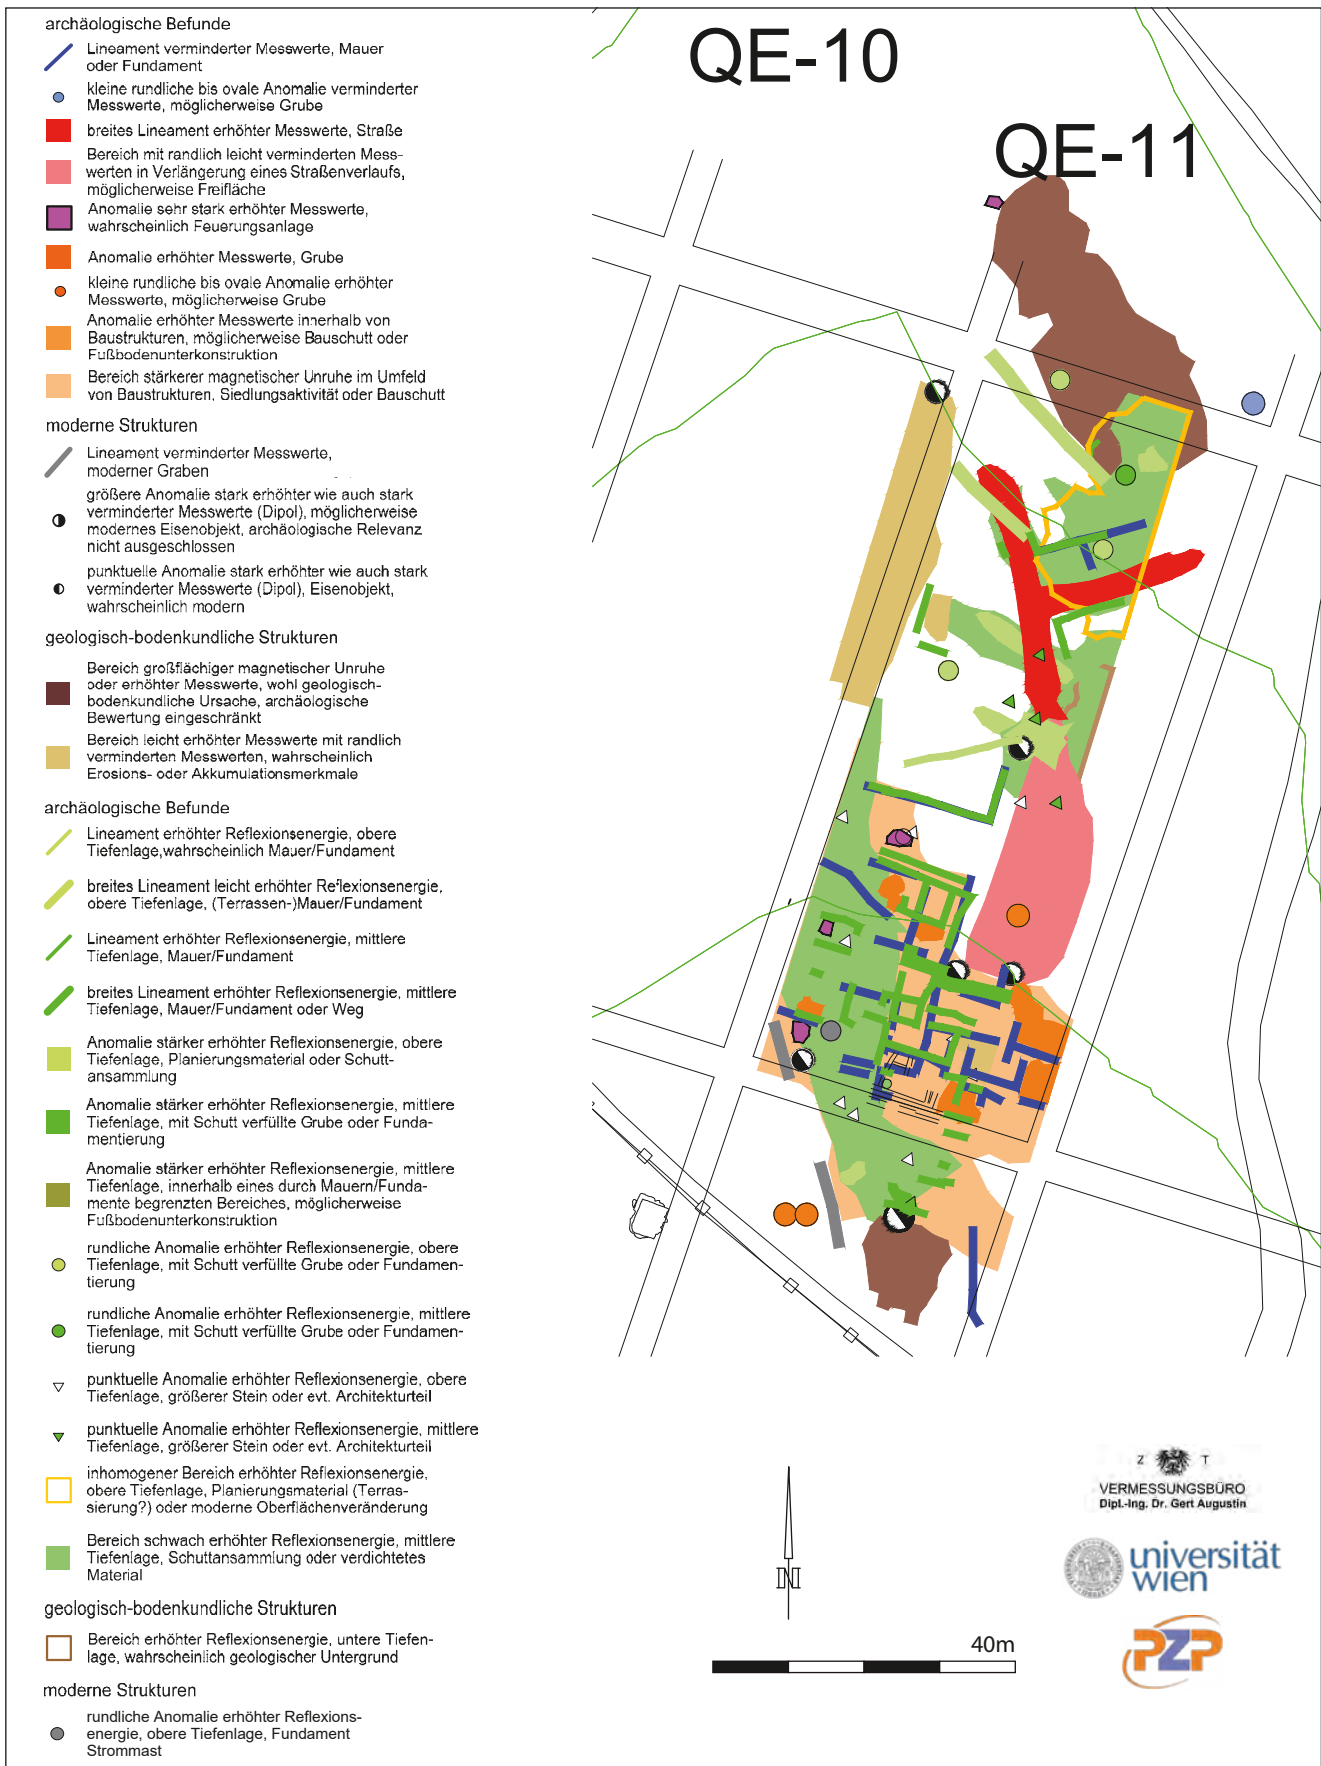 archäologische Befunde
Lineament verminderter Messwerte, Mauer
oder Fundament
kleine rundliche bis ovale Anomalie verminderter
Messwerte, möglicherweise Grube
breites Lineament erhöhter Messwerte, Straße
Bereich mit randlich leicht verminderten Mess-
werten in Verlängerung eines Straßenverlaufs,
möglicherweise Freifläche
Anomalie sehr stark erhöhter Messwerte,
wahrscheinlich Feuerungsanlage
Anomalie erhöhter Messwerte, Grube
kleine rundliche bis ovale Anomalie erhöhter
Messwerte, möglicherweise Grube
Anomalie erhöhter Messwerte innerhalb von
Baustrukturen, möglicherweise Bauschutt oder
Fußbodenunterkonstruktion
Bereich stärkerer magnetischer Unruhe im Umfeld
von Baustrukturen, Siedlungsaktivität oder Bauschutt
moderne Strukturen
Lineament verminderter Messwerte,
moderner Graben
größere Anomalie stark erhöhter wie auch stark
verminderter Messwerte (Dipol), möglicherweise
modernes Eisenobjekt, archäologische Relevanz
nicht ausgeschlossen
punktuelle Anomalie stark erhöhter wie auch stark
verminderter Messwerte (Dipol), Eisenobjekt,
wahrscheinlich modern
geologisch-bodenkundliche Strukturen
Bereich großflächiger magnetischer Unruhe
oder erhöhter Messwerte, wohl geologisch-
bodenkundliche Ursache, archäologische
Bewertung eingeschränkt
Bereich leicht erhöhter Messwerte mit randlich
verminderten Messwerten, wahrscheinlich
Erosions- oder Akkumulationsmerkmale
archäologische Befunde
Lineament erhöhter Reflexionsenergie, obere
Tiefenlage,wahrscheinlich Mauer/Fundament
breites Lineament leicht erhöhter Reflexionsenergie,
obere Tiefenlage, (Terrassen-)Mauer/Fundament
Lineament erhöhter Reflexionsenergie, mittlere
Tiefenlage, Mauer/Fundament
breites Lineament erhöhter Reflexionsenergie, mittlere
Tiefenlage, Mauer/Fundament oder Weg
Anomalie stärker erhöhter Reflexionsenergie, obere
Tiefenlage, Planierungsmaterial oder Schutt-
ansammlung
Anomalie stärker erhöhter Reflexionsenergie, mittlere
Tiefenlage, mit Schutt verfüllte Grube oder Funda-
mentierung
Anomalie stärker erhöhter Reflexionsenergie, mittlere
Tiefenlage, innerhalb eines durch Mauern/Funda-
mente begrenzten Bereiches, möglicherweise
Fußbodenunterkonstruktion
rundliche Anomalie erhöhter Reflexionsenergie, obere
Tiefenlage, mit Schutt verfüllte Grube oder Fundamen-
tierung
rundliche Anomalie erhöhter Reflexionsenergie, mittlere
Tiefenlage, mit Schutt verfüllte Grube oder Fundamen-
tierung
punktuelle Anomalie erhöhter Reflexionsenergie, obere
Tiefenlage, größerer Stein oder evt. Architekturteil
punktuelle Anomalie erhöhter Reflexionsenergie, mittlere
Tiefenlage, größerer Stein oder evt. Architekturteil
inhomogener Bereich erhöhter Reflexionsenergie,
obere Tiefenlage, Planierungsmaterial (Terras-
sierung?) oder moderne Oberflächenveränderung
Bereich schwach erhöhter Reflexionsenergie, mittlere
Tiefenlage, Schuttansammlung oder verdichtetes
Material
geologisch-bodenkundliche Strukturen
Bereich erhöhter Reflexionsenergie, untere Tiefen-
lage, wahrscheinlich geologischer Untergrund
moderne Strukturen
rundliche Anomalie erhöhter Reflexions-
energie, obere Tiefenlage, Fundament
Strommast
QE-10
QE-11
N
40m
Z T
VERMESSUNGSBÜRO
Dipl.-Ing. Dr. Gert Augustin
universität
wien
PZP